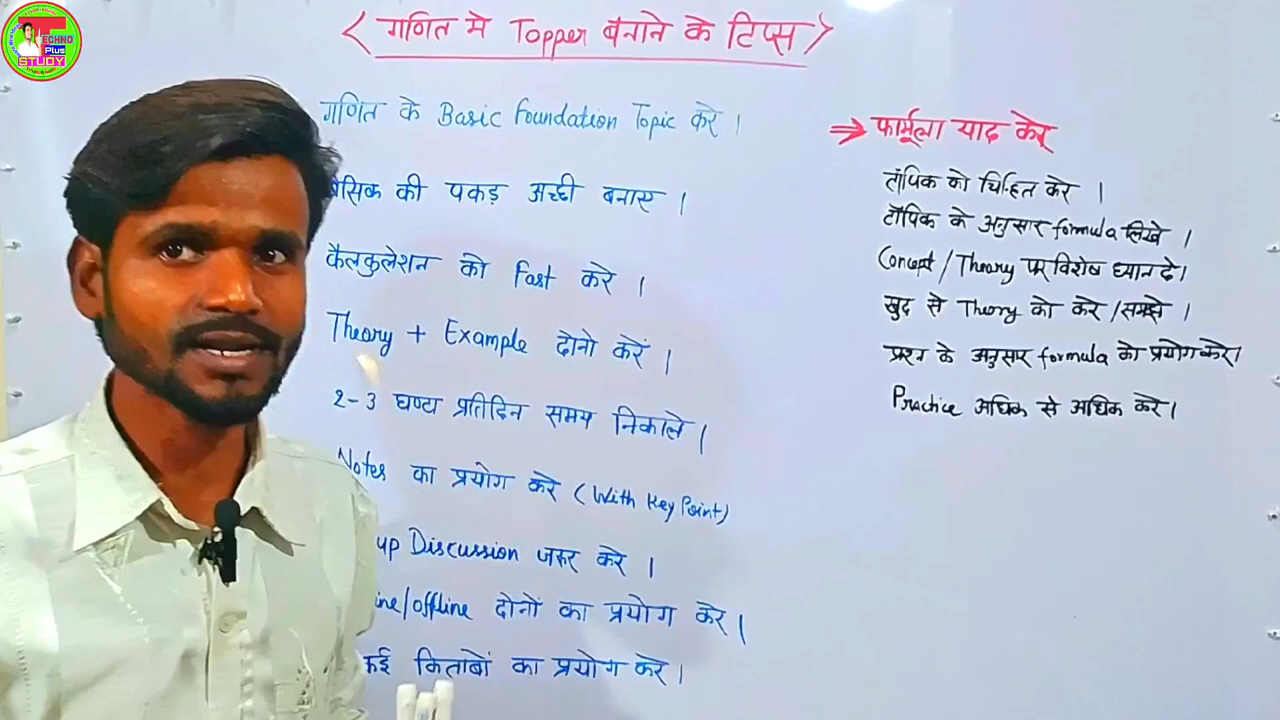 TECHNO
Plus
STUDY
< गणित मे Topper बनाने के टिप्स >
गणित के Basic Foundation Topic करे ।
बेसिक की पकड़ अच्छी बनाए ।
कैलकुलेशन को Fast करे ।
Theory + Example दोनो करें ।
2-3 घण्टा प्रतिदिन समय निकाले ।
Notes का प्रयोग करे (With Key Point)
up Discussion जरूर करे ।
ine/offline दोनों का प्रयोग करे ।
कई किताबों का प्रयोग करे ।
⇒ फार्मूला याद करे
टॉपिक को चिन्हित करे ।
टॉपिक के अनुसार formula लिखे ।
Concept / Theory पर विशेष ध्यान दे।
खुद से Theory को करे /समझे ।
प्रश्न के अनुसार formula को प्रयोग करे।
Practice अधिक से अधिक करे ।